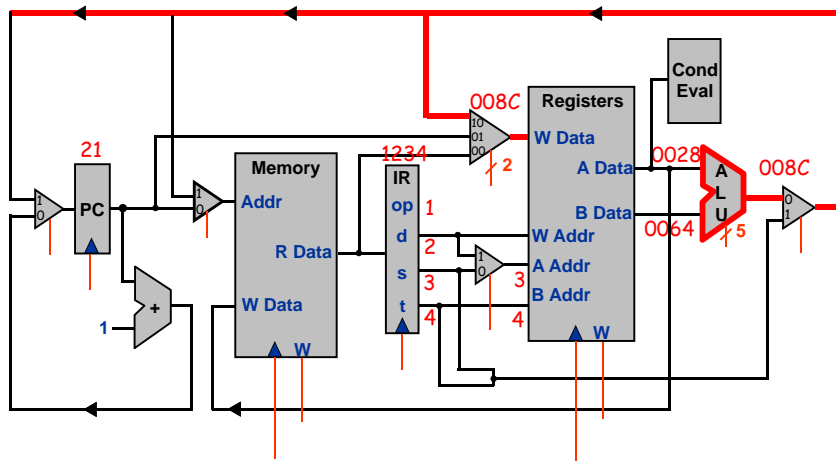 Cond
Eval
008C
Registers
10
01
00
W Data
21
1234
2
A Data
0028
A
L
U
008C
Memory
IR
1
0
PC
1
0
Addr
op
1
B Data
0064
5
0
1
d
2
W Addr
R Data
1
0
A Addr
s
3
3
B Addr
W Data
t
4
4
+
1
W
W